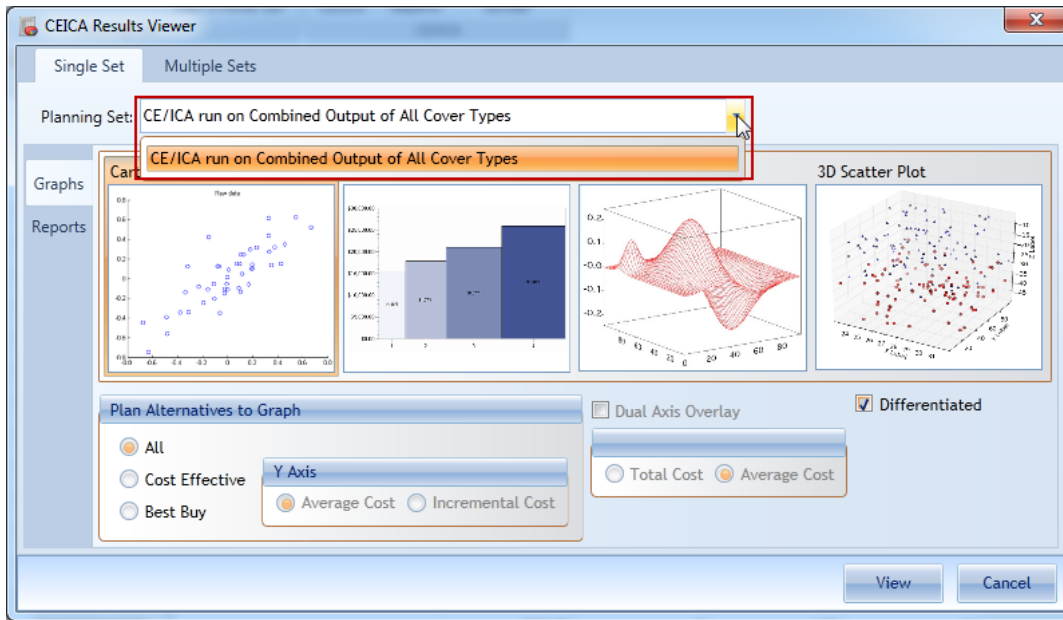 CEICA Results Viewer
Single Set
Multiple Sets
Planning Set:
CE/ICA run on Combined Output of All Cover Types
CE/ICA run on Combined Output of All Cover Types
Graphs
Reports
3D Scatter Plot
Raw data
Plan Alternatives to Graph
All
Cost Effective
Best Buy
Y Axis
Average Cost
Incremental Cost
Dual Axis Overlay
Total Cost
Average Cost
Differentiated
View
Cancel